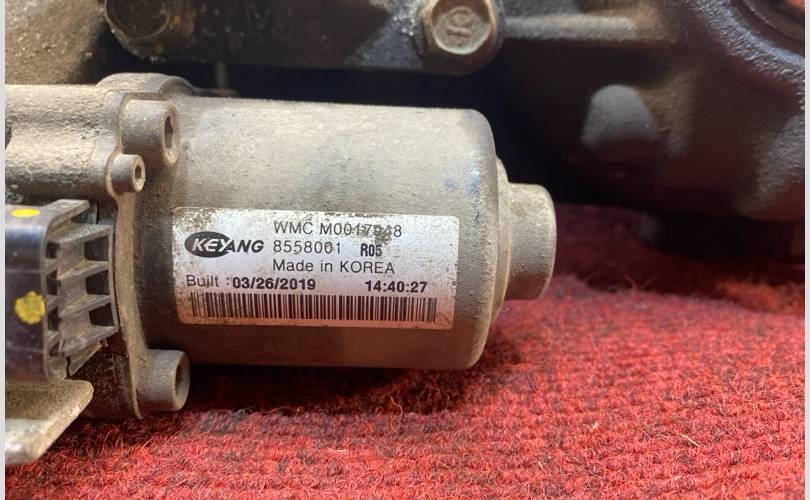 WMC M0017948
KEYANG 8558001 R05
Made in KOREA
Built : 03/26/2019 14:40:27